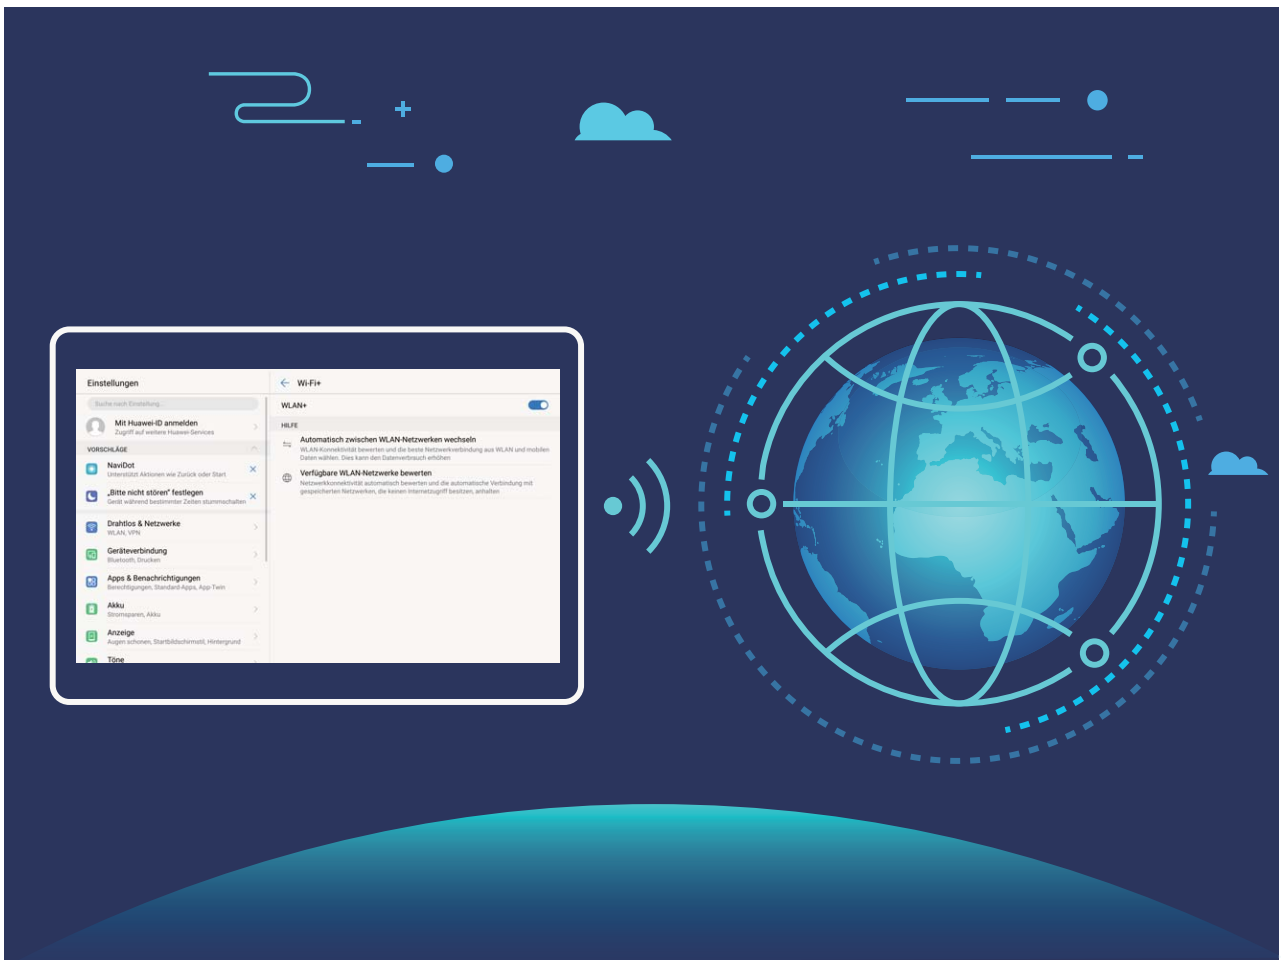 Einstellungen
Suche nach Einstellung...
Mit Huawei-ID anmelden
Zugriff auf weitere Huawei-Services
VORSCHLÄGE
NaviDot
Unterstützt Aktionen wie Zurück oder Start
„Bitte nicht stören" festlegen
Gerät während bestimmter Zeiten stummschalten
Drahtlos & Netzwerke
WLAN, VPN
Geräteverbindung
Bluetooth, Drucken
Apps & Benachrichtigungen
Berechtigungen, Standard-Apps, App-Twin
Akku
Stromsparen, Akku
Anzeige
Augen schonen, Startbildschirmstil, Hintergrund
Töne
Wi-Fi+
WLAN+
HILFE
Automatisch zwischen WLAN-Netzwerken wechseln
WLAN-Konnektivität bewerten und die beste Netzwerkverbindung aus WLAN und mobilen
Daten wählen. Dies kann den Datenverbrauch erhöhen
Verfügbare WLAN-Netzwerke bewerten
Netzwerkkonnektivität automatisch bewerten und die automatische Verbindung mit
gespeicherten Netzwerken, die keinen Internetzugriff besitzen, anhalten